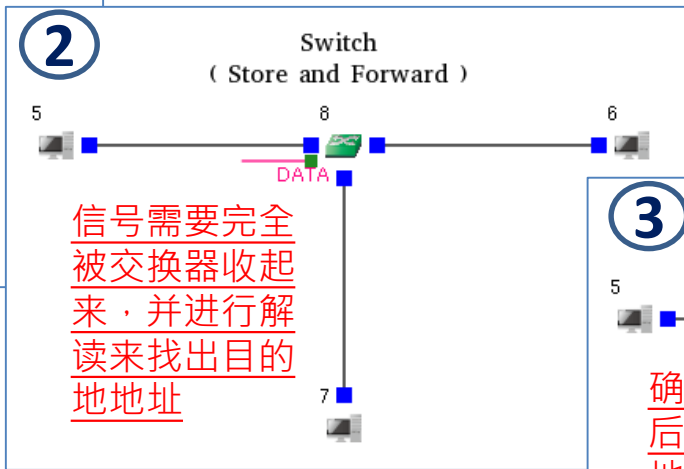 2
Switch
( Store and Forward )
5
8
6
DATA
信号需要完全
被交换器收起
来，并进行解
读来找出目的
地地址
7
3
5
确
后